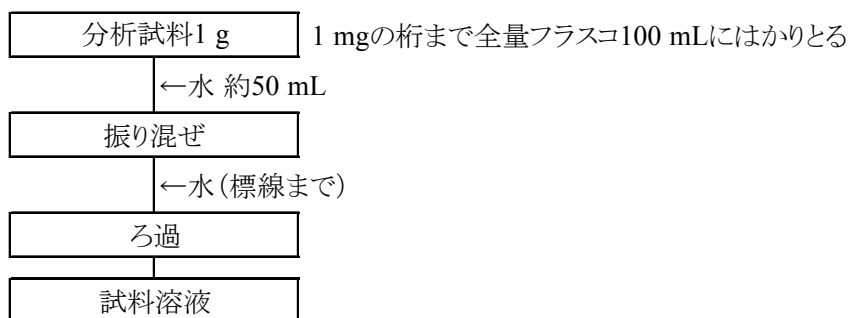 分析試料1 g　1 mgの桁まで全量フラスコ100 mLにはかりとる
←水 約50 mL
振り混ぜ
←水（標線まで）
ろ過
試料溶液